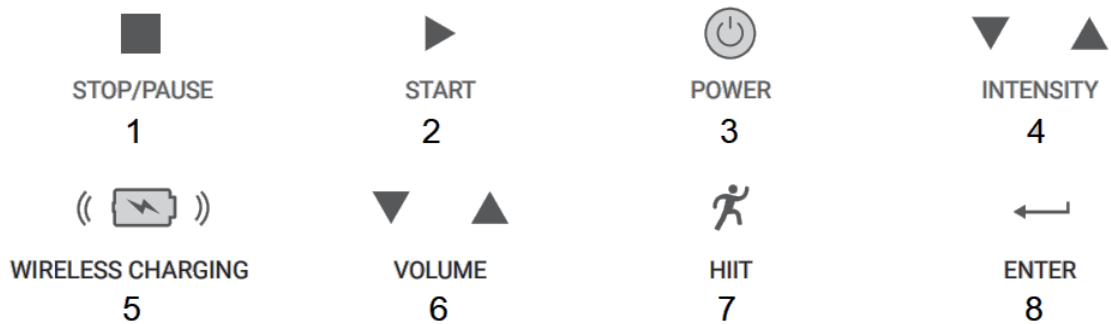 STOP/PAUSE START POWER INTENSITY
1 2 3 4
WIRELESS CHARGING VOLUME HIIT ENTER
5 6 7 8